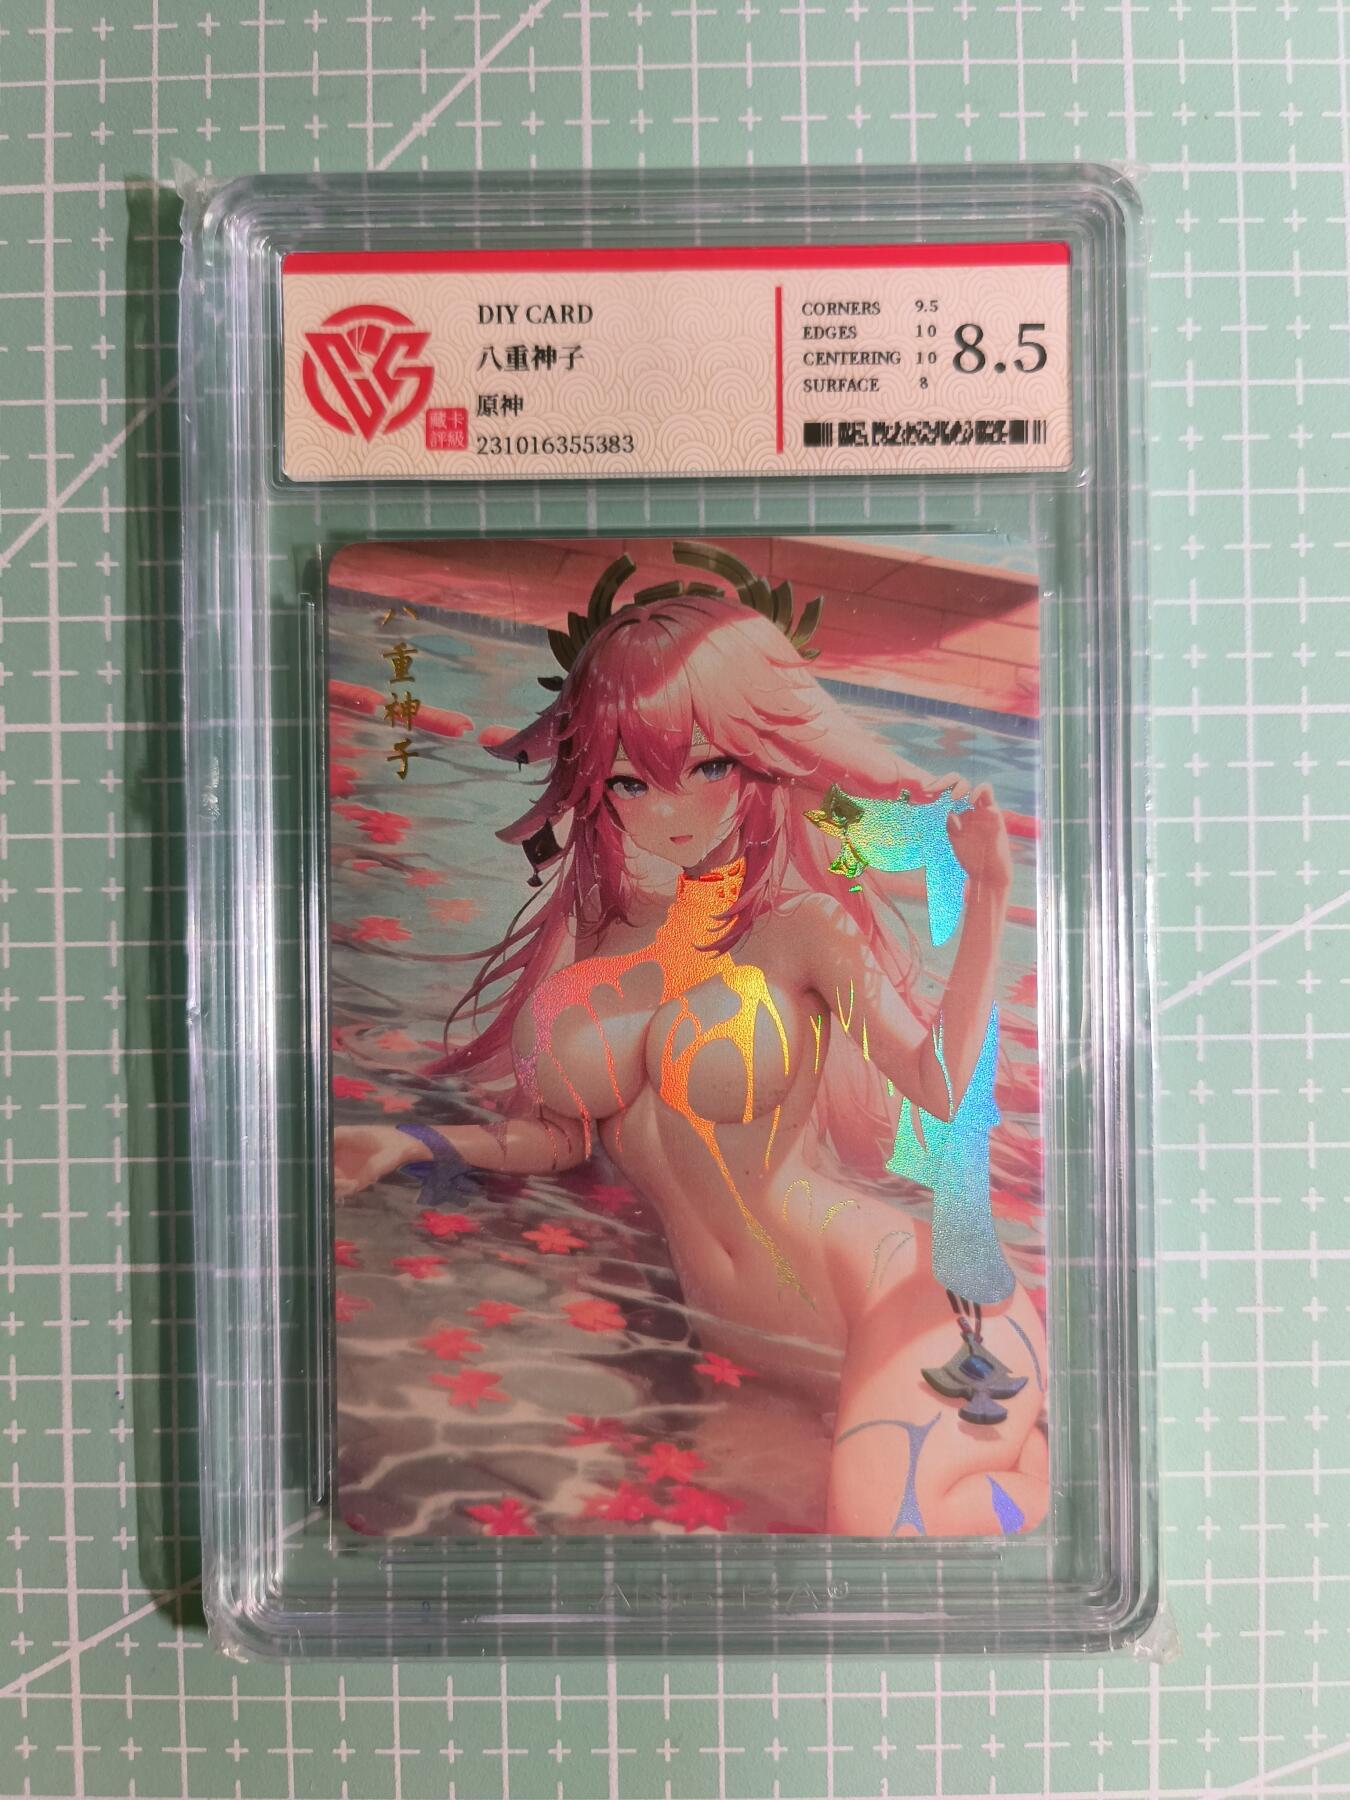 DIY CARD
八重神子
原神
231016355383
CS
藏卡
評級
CORNERS 9.5
EDGES 10
CENTERING 10
SURFACE 8
8.5
八重神子